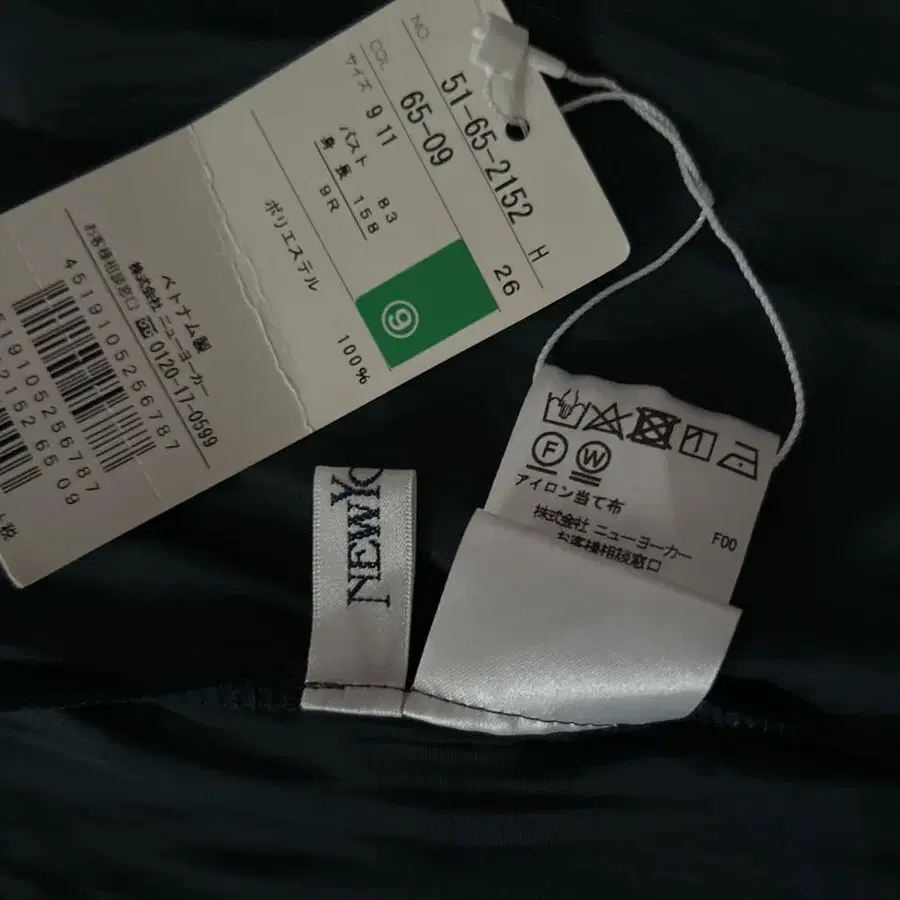 NO. 51-65-2152 H
COL. 65-09 26
サイズ 9 11
バスト 83
身長 158
9R
⑨
ポリエステル 100%
ベトナム製
株式会社 ニューヨーカー
お客様相談窓口 0120-17-0599
4519105256787
2152 65 09
NEWYO
F W
アイロン当て布
株式会社 ニューヨーカー
お客様相談窓口
F00